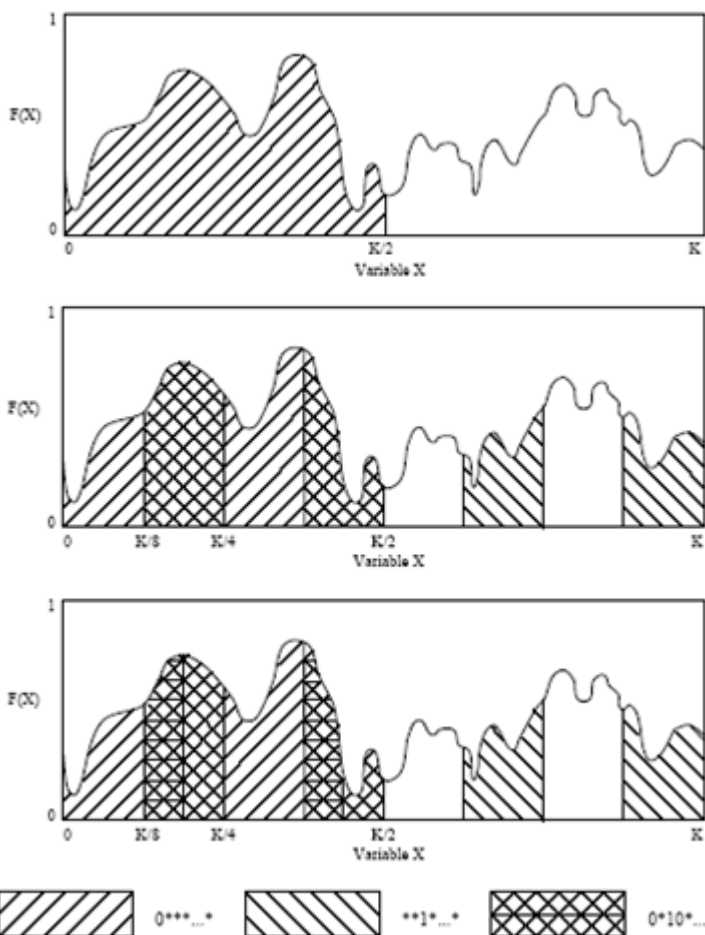 1
F(X)
0
0 K/2 K
Variable X
1
F(X)
0
0 K/8 K/4 K/2 K
Variable X
1
F(X)
0
0 K/8 K/4 K/2 K
Variable X
0***...* **1*...* 0*10*...